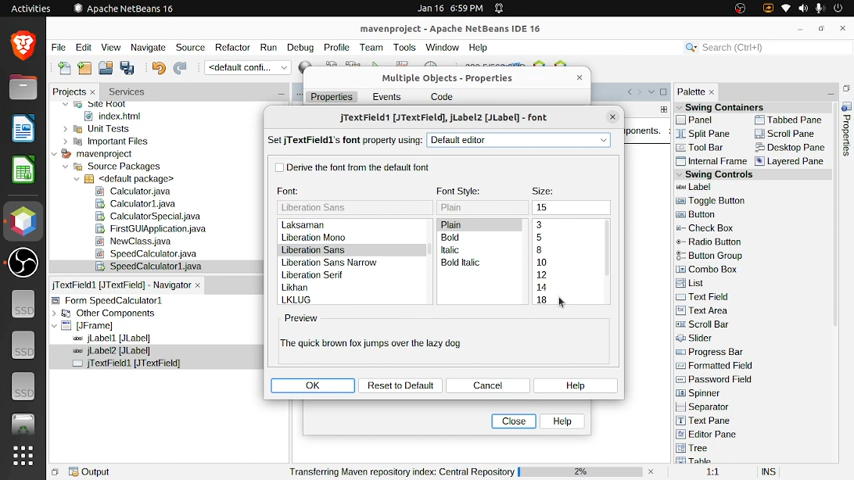 Activities Apache NetBeans IDE 16 Jan 16 6:59 PM
mavenproject - Apache NetBeans IDE 16
File Edit View Navigate Source Refactor Run Debug Profile Team Tools Window Help Search (Ctrl+I)
<default confi...
Projects Services
Site Root
index.html
Unit Tests
Important Files
mavenproject
Source Packages
<default package>
Calculator.java
Calculator1.java
CalculatorSpecial.java
FirstGUIApplication.java
NewClass.java
SpeedCalculator.java
SpeedCalculator1.java
jTextField1 [JTextField] - Navigator
Form SpeedCalculator1
Other Components
[JFrame]
jLabel1 [JLabel]
jLabel2 [JLabel]
jTextField1 [JTextField]
Multiple Objects - Properties
Properties Events Code
ponents.
jTextField1 [JTextField], jLabel2 [JLabel] - font
Set jTextField1's font property using: Default editor
Derive the font from the default font
Font: Font Style: Size:
Liberation Sans Plain 15
Laksaman Plain 3
Liberation Mono Bold 5
Liberation Sans Italic 8
Liberation Sans Narrow Bold Italic 10
Liberation Serif 12
Likhan 14
LKLUG 18
Preview
The quick brown fox jumps over the lazy dog
OK Reset to Default Cancel Help
Close Help
Palette
Swing Containers
Panel Tabbed Pane
Split Pane Scroll Pane
Tool Bar Desktop Pane
Internal Frame Layered Pane
Swing Controls
Label
Toggle Button
Button
Check Box
Radio Button
Button Group
Combo Box
List
Text Field
Text Area
Scroll Bar
Slider
Progress Bar
Formatted Field
Password Field
Spinner
Separator
Text Pane
Editor Pane
Tree
Table
Properties
Output Transferring Maven repository index: Central Repository 2% 1:1 INS